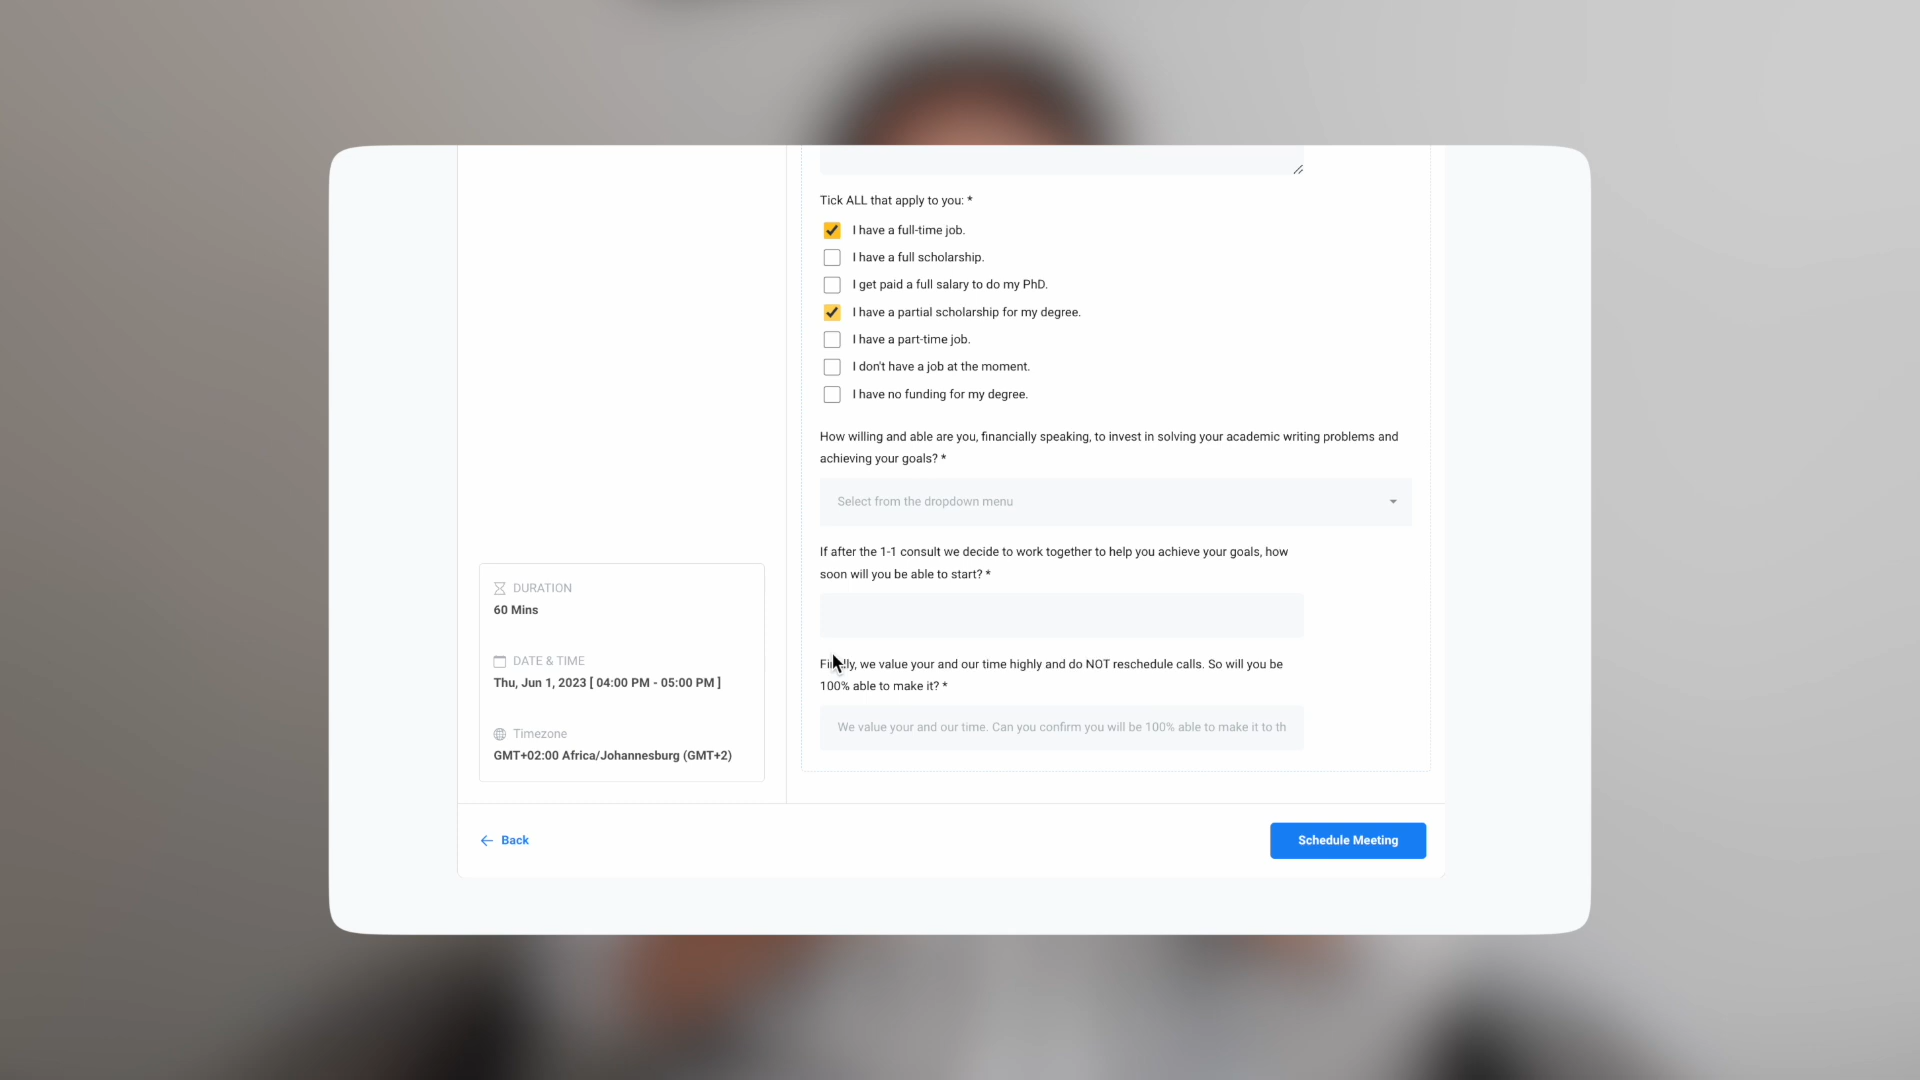 Tick ALL that apply to you: *
I have a full-time job.
I have a full scholarship.
I get paid a full salary to do my PhD.
I have a partial scholarship for my degree.
I have a part-time job.
I don't have a job at the moment.
I have no funding for my degree.
How willing and able are you, financially speaking, to invest in solving your academic writing problems and
achieving your goals? *
Select from the dropdown menu
If after the 1-1 consult we decide to work together to help you achieve your goals, how
soon will you be able to start? *
Finally, we value your and our time highly and do NOT reschedule calls. So will you be
100% able to make it? *
We value your and our time. Can you confirm you will be 100% able to make it to th
DURATION
60 Mins
DATE & TIME
Thu, Jun 1, 2023 [ 04:00 PM - 05:00 PM ]
Timezone
GMT+02:00 Africa/Johannesburg (GMT+2)
Back
Schedule Meeting